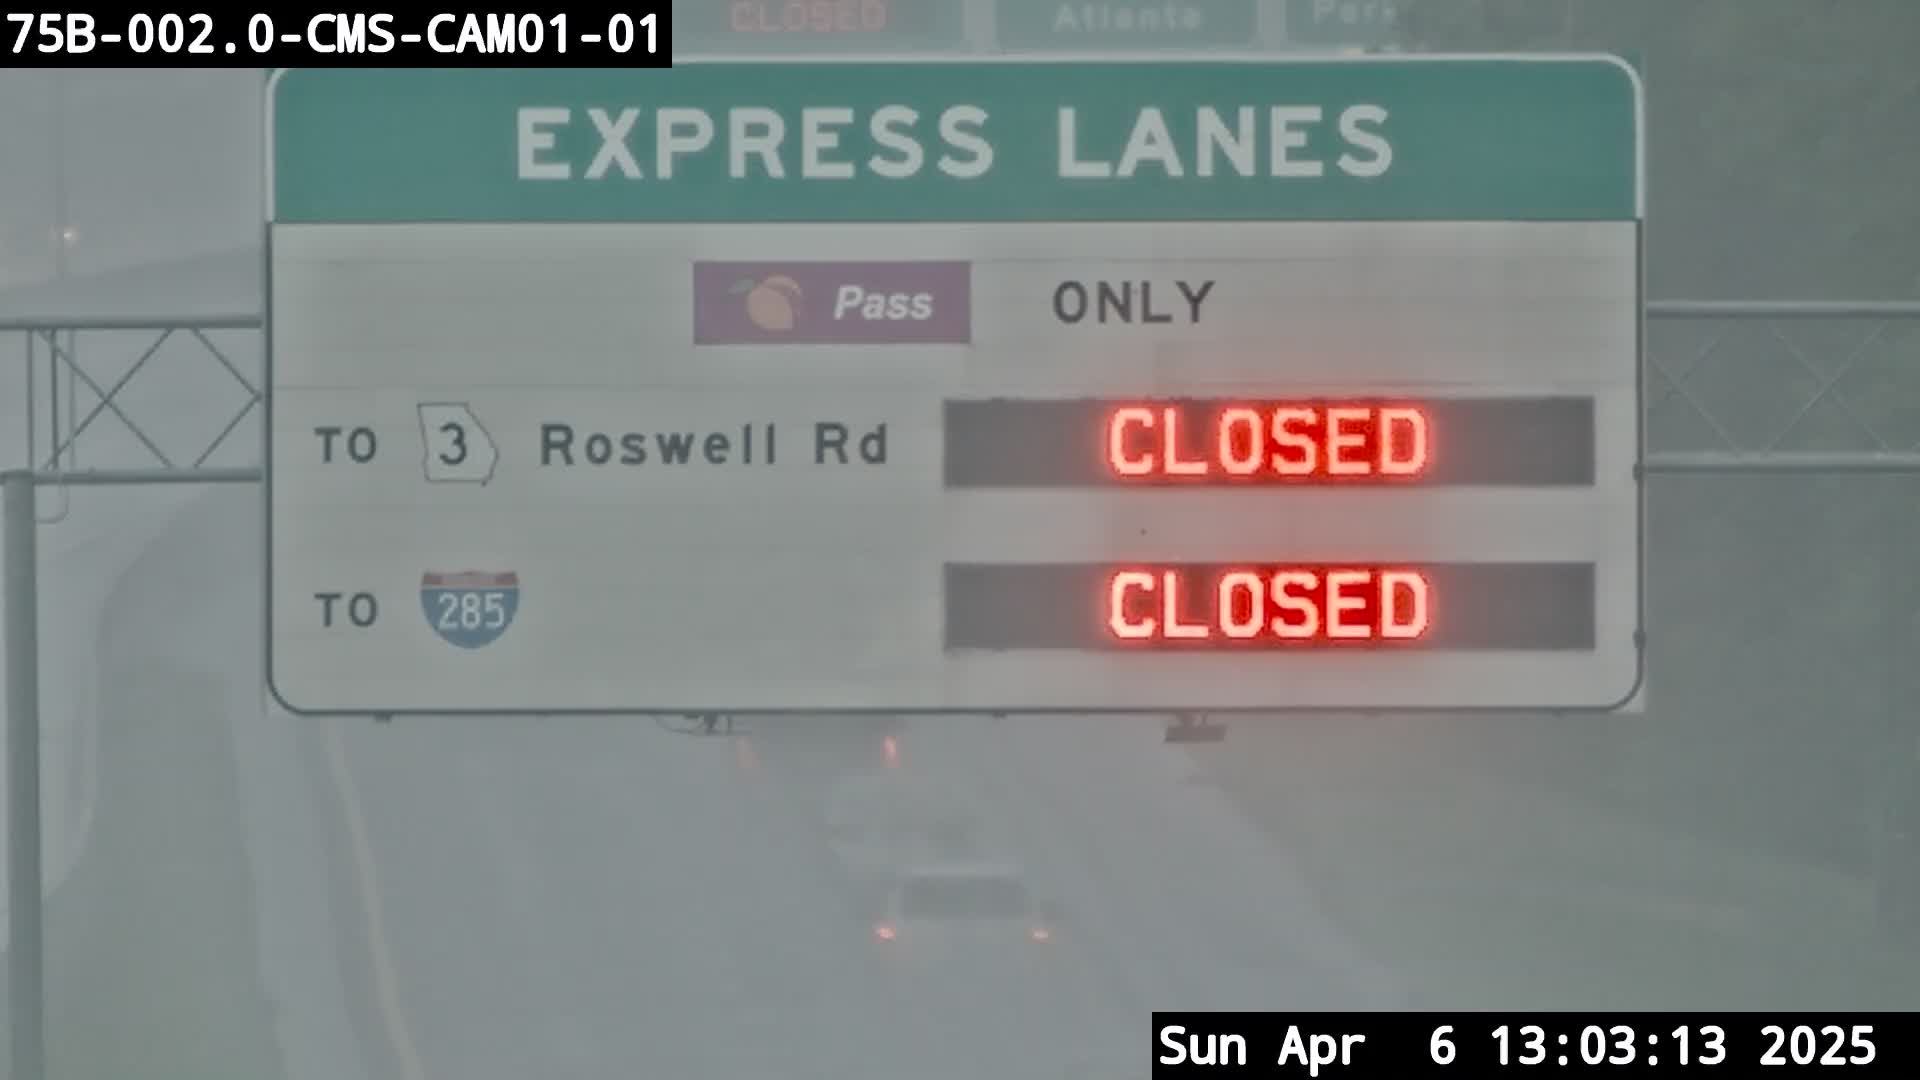 75B-002.0-CMS-CAM01-01
CLOSED
Atlanta
Park
EXPRESS LANES
Pass ONLY
TO 3 Roswell Rd CLOSED
TO 285 CLOSED
Sun Apr 6 13:03:13 2025